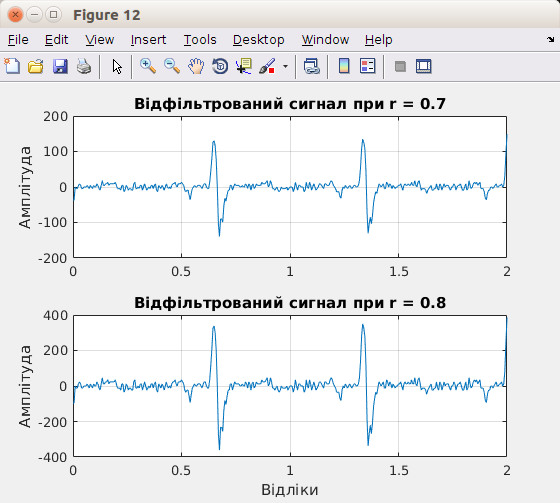 Figure 12
File Edit View Insert Tools Desktop Window Help
Відфільтрований сигнал при r = 0.7
200
100
0
-100
-200
Амплітуда
0 0.5 1 1.5 2
Відфільтрований сигнал при r = 0.8
400
200
0
-200
-400
Амплітуда
0 0.5 1 1.5 2
Відліки